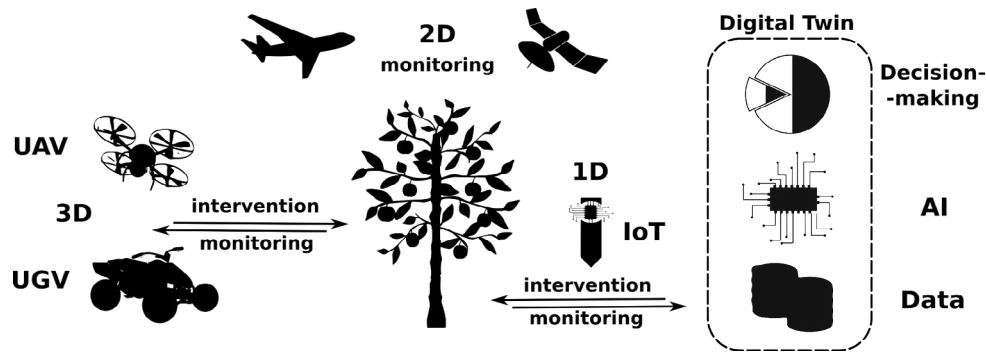 2D
monitoring
Digital Twin
Decision-
-making
UAV
3D
intervention
monitoring
UGV
1D
IoT
intervention
monitoring
AI
Data